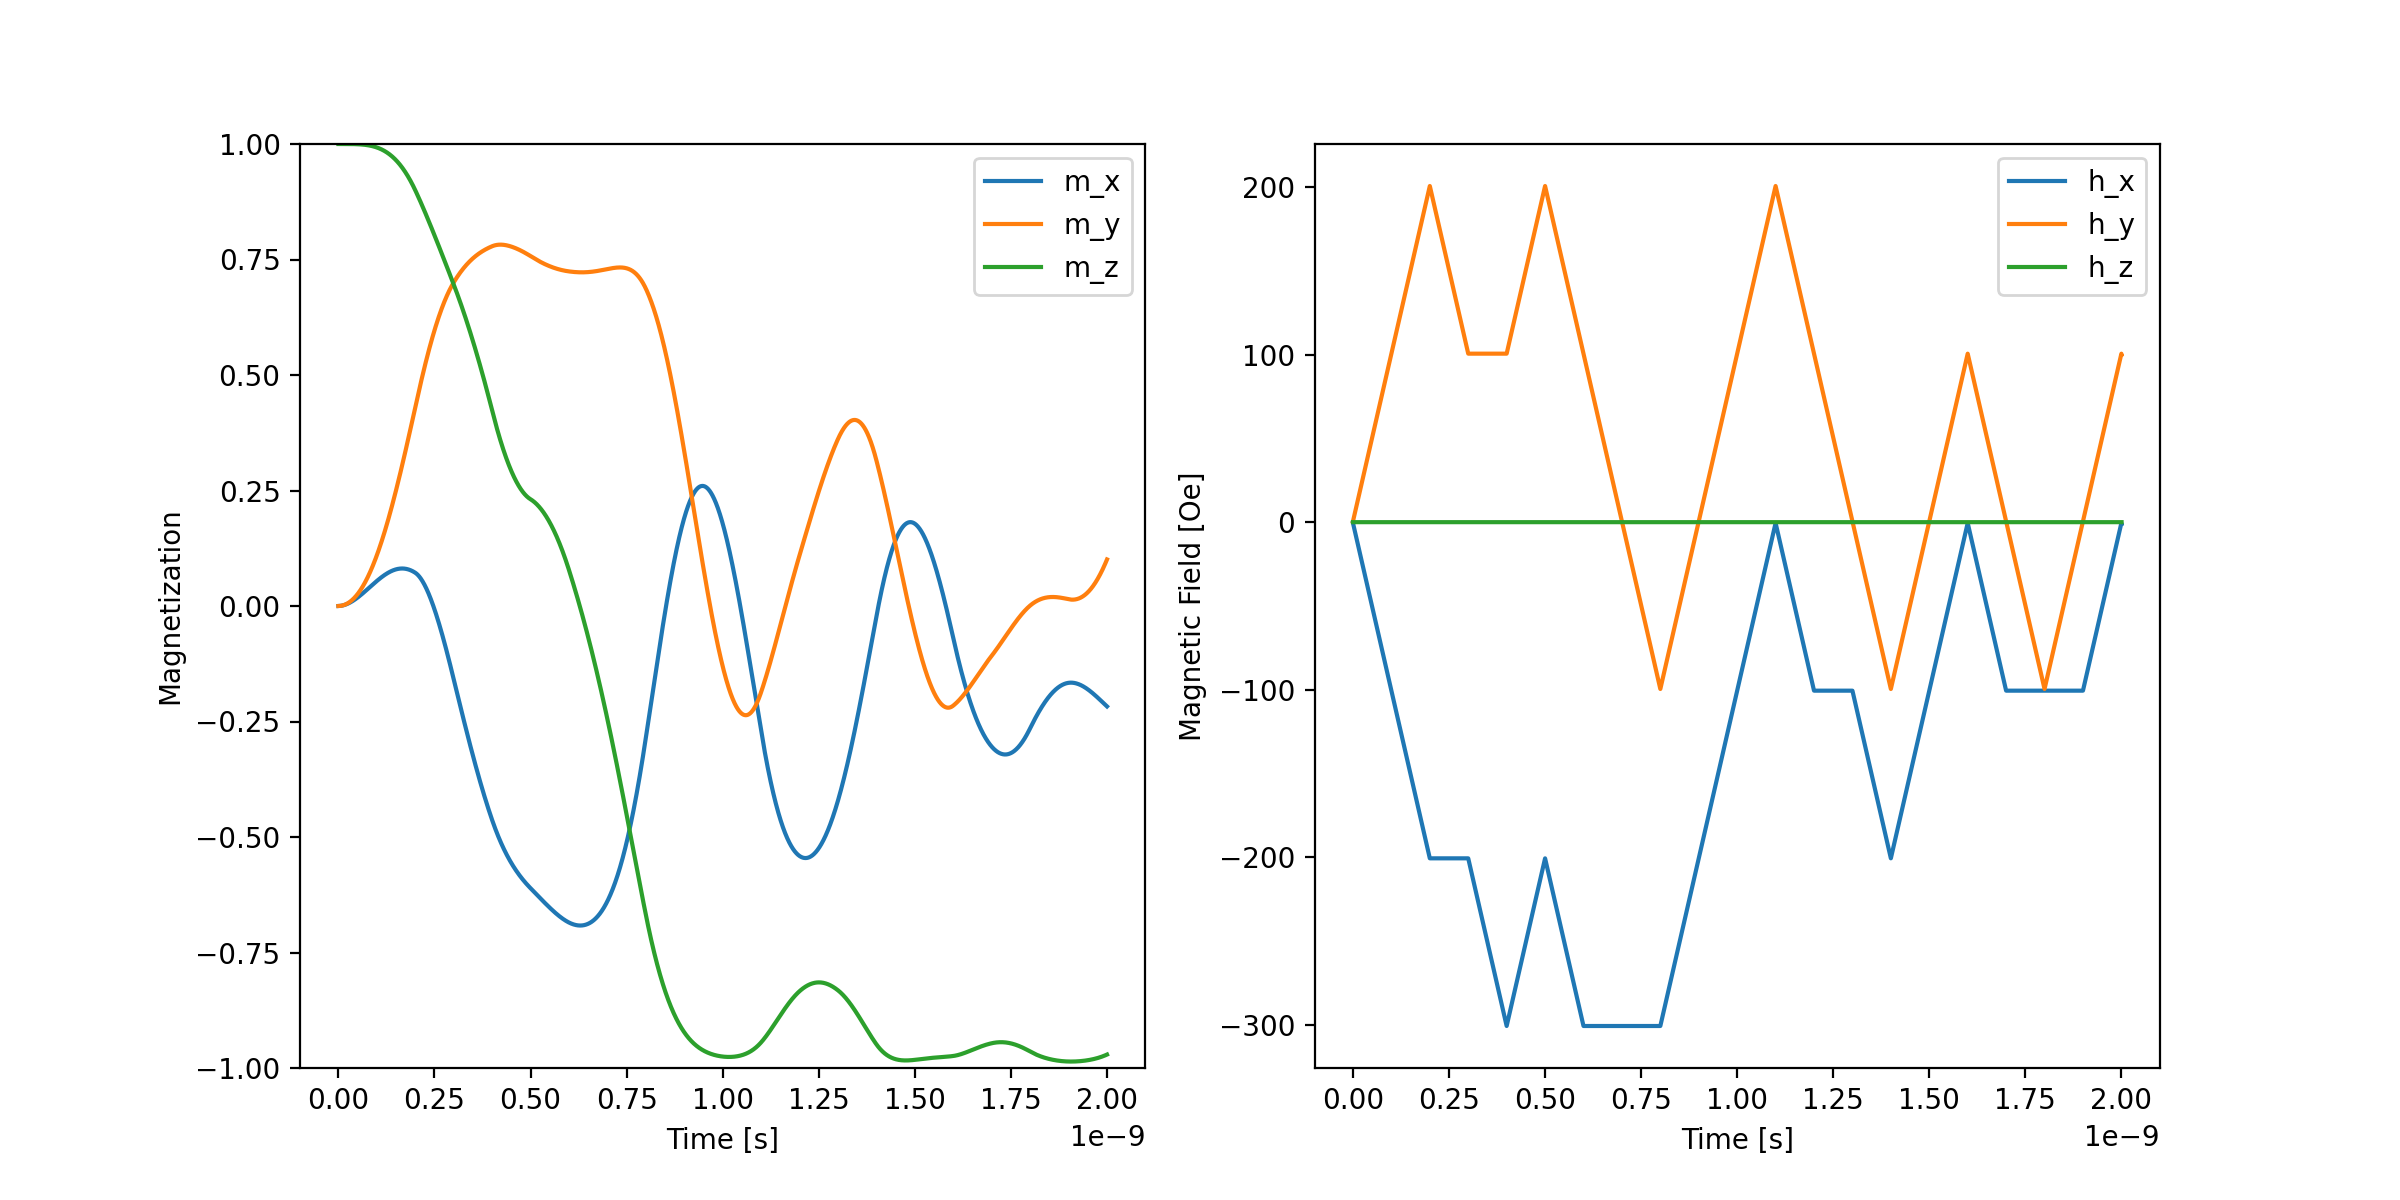 Magnetization
1.00
0.75
0.50
0.25
0.00
−0.25
−0.50
−0.75
−1.00
m_x
m_y
m_z
0.00 0.25 0.50 0.75 1.00 1.25 1.50 1.75 2.00
Time [s]
1e−9
Magnetic Field [Oe]
200
100
0
−100
−200
−300
h_x
h_y
h_z
0.00 0.25 0.50 0.75 1.00 1.25 1.50 1.75 2.00
Time [s]
1e−9